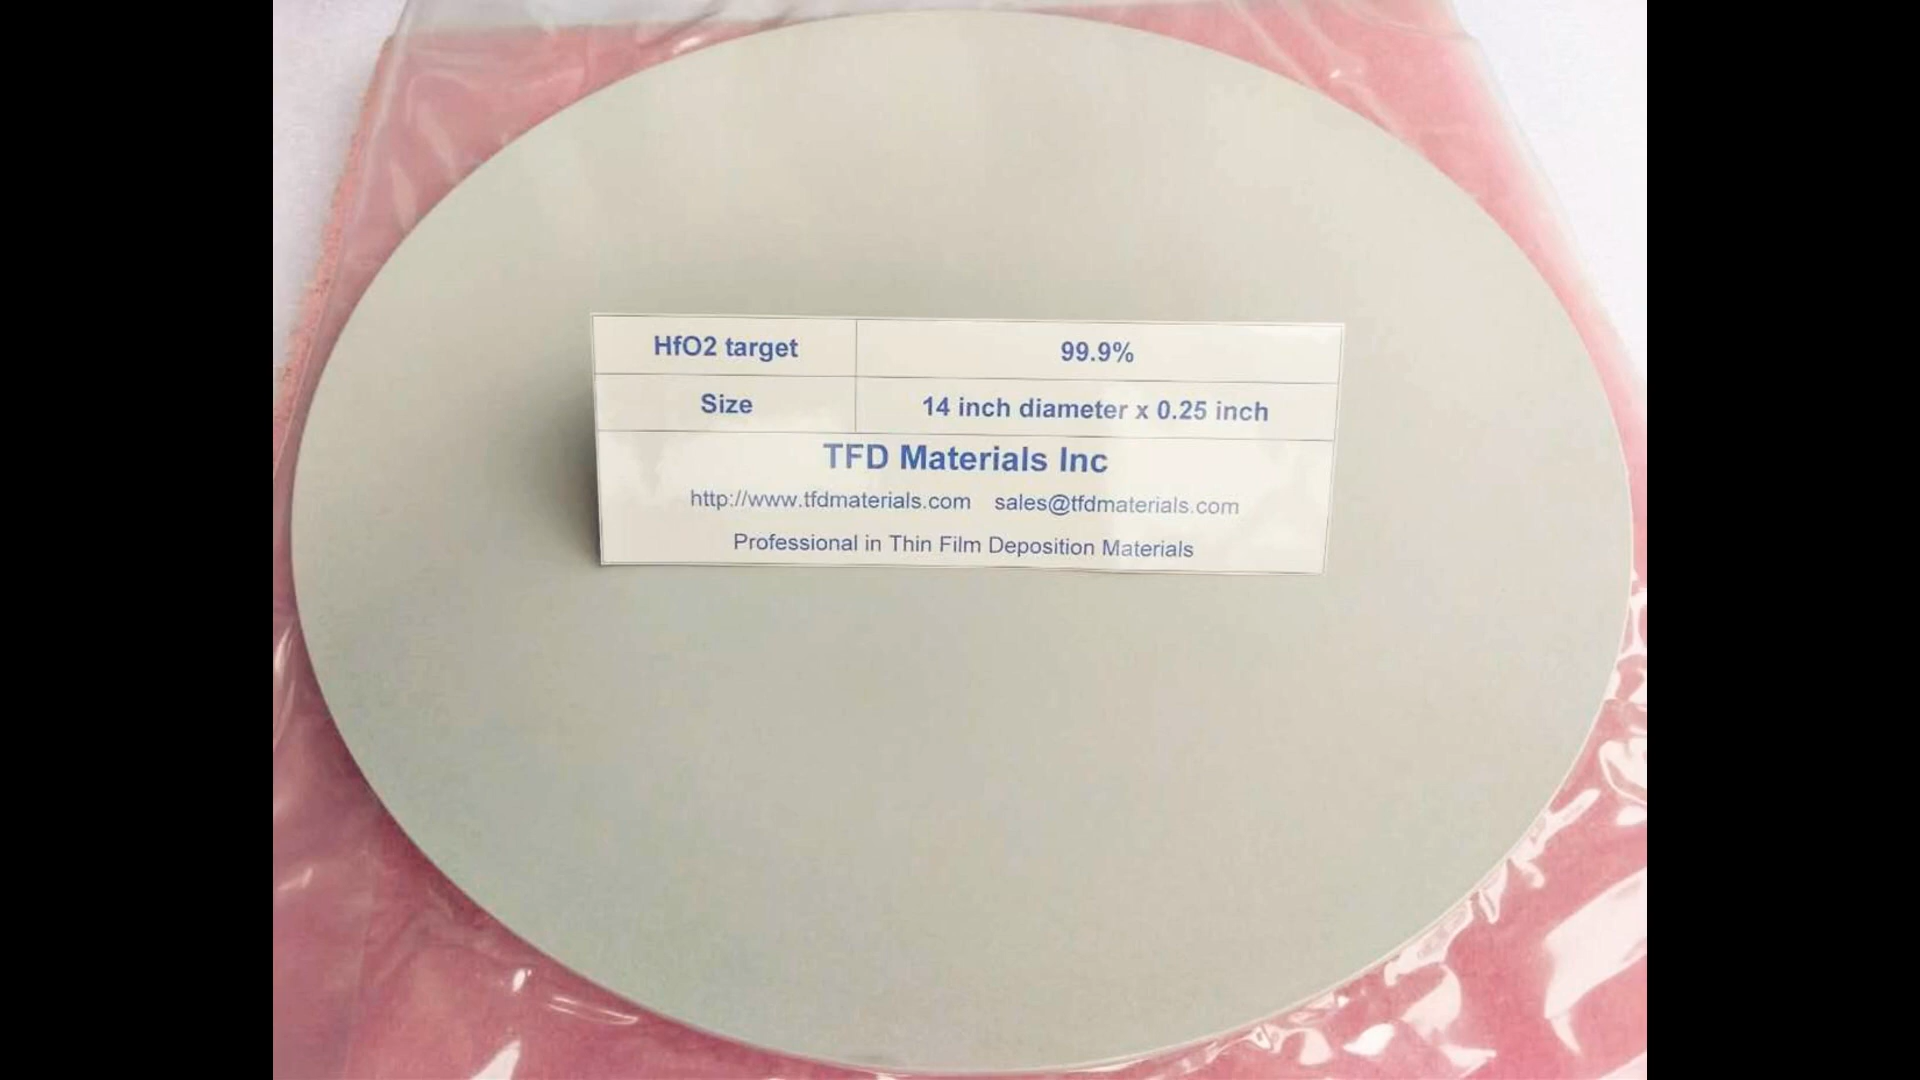 HfO2 target 99.9%
Size 14 inch diameter x 0.25 inch
TFD Materials Inc
http://www.tfdmaterials.com sales@tfdmaterials.com
Professional in Thin Film Deposition Materials